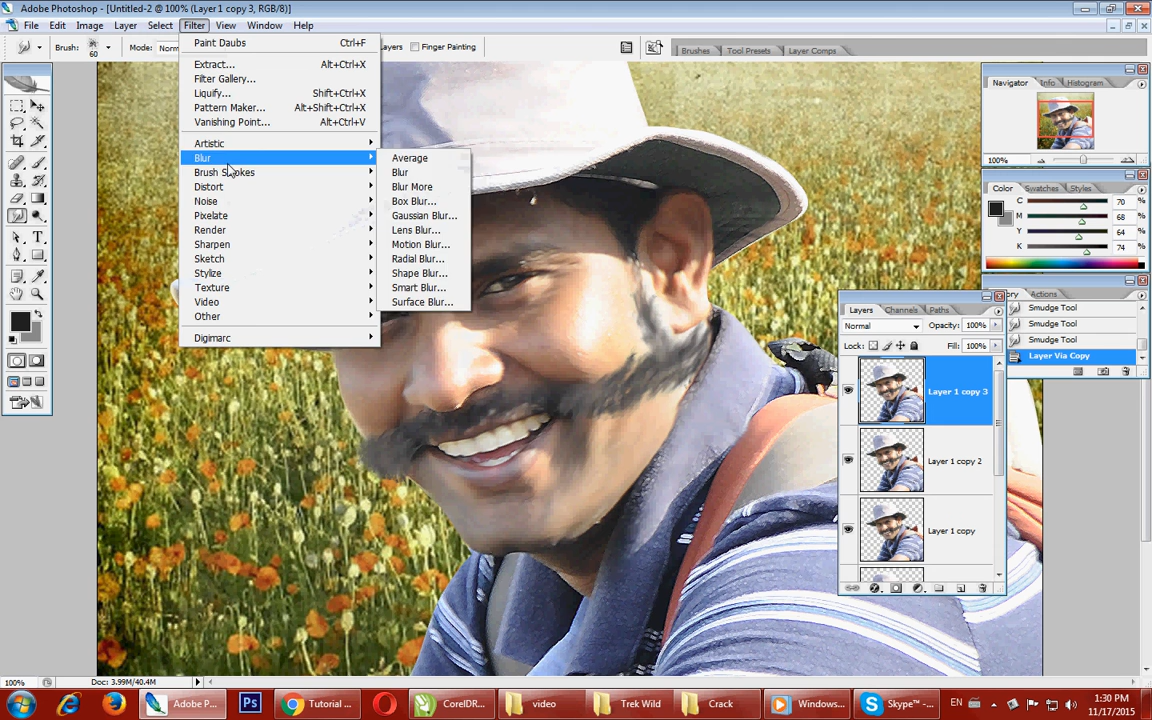 Adobe Photoshop - [Untitled-2 @ 100% (Layer 1 copy 3, RGB/8)]
File Edit Image Layer Select Filter View Window Help
Brush: 60 Mode: Norm Layers Finger Painting Brushes Tool Presets Layer Comps
Paint Daubs Ctrl+F
Extract... Alt+Ctrl+X
Filter Gallery...
Liquify... Shift+Ctrl+X
Pattern Maker... Alt+Shift+Ctrl+X
Vanishing Point... Alt+Ctrl+V
Artistic
Blur
Brush Strokes
Distort
Noise
Pixelate
Render
Sharpen
Sketch
Stylize
Texture
Video
Other
Digimarc
Average
Blur
Blur More
Box Blur...
Gaussian Blur...
Lens Blur...
Motion Blur...
Radial Blur...
Shape Blur...
Smart Blur...
Surface Blur...
Navigator Info Histogram
100%
Color Swatches Styles
C 70 %
M 68 %
Y 64 %
K 74 %
ory Actions
Smudge Tool
Smudge Tool
Smudge Tool
Layer Via Copy
Layers Channels Paths
Normal Opacity: 100%
Lock: Fill: 100%
Layer 1 copy 3
Layer 1 copy 2
Layer 1 copy
100% Doc: 3.99M/40.4M
Adobe P... Ps Tutorial ... CorelDR... video Trek Wild Crack Windows... Skype™ -... EN 1:30 PM
11/17/2015